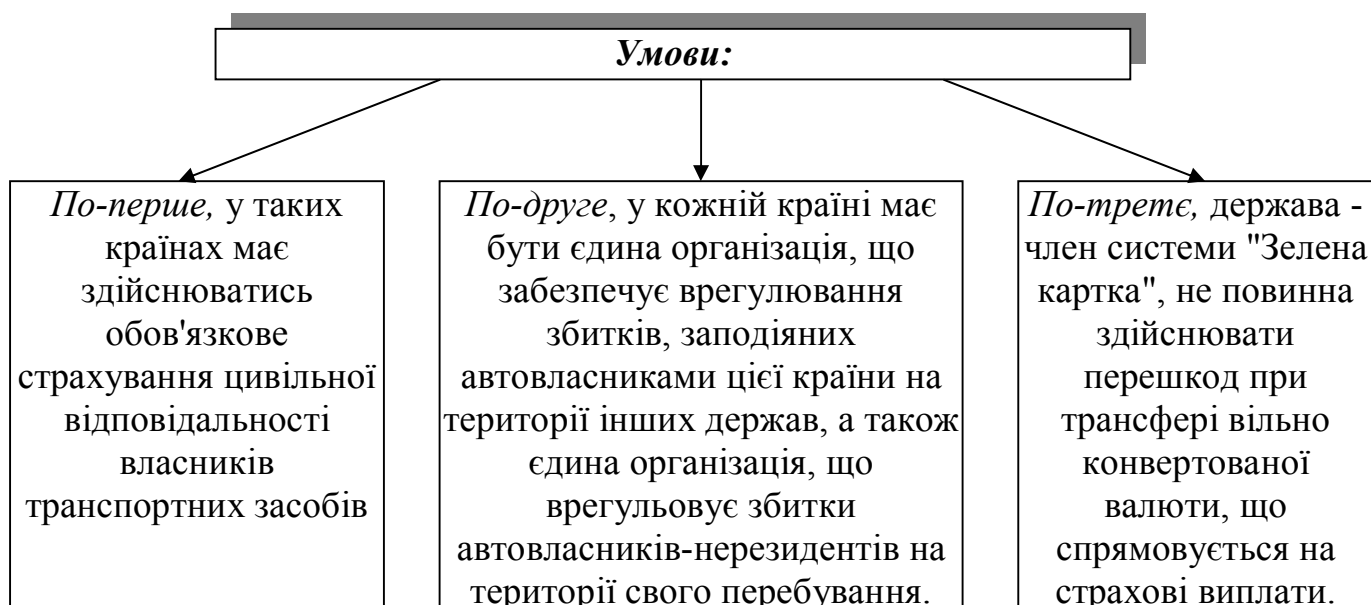 Умови:
По-перше, у таких
країнах має
здійснюватись
обов'язкове
страхування цивільної
відповідальності
власників
транспортних засобів
По-друге, у кожній країні має
бути єдина організація, що
забезпечує врегулювання
збитків, заподіяних
автовласниками цієї країни на
території інших держав, а також
єдина організація, що
врегульовує збитки
автовласників-нерезидентів на
території свого перебування.
По-третє, держава -
член системи "Зелена
картка", не повинна
здійснювати
перешкод при
трансфері вільно
конвертованої
валюти, що
спрямовується на
страхові виплати.